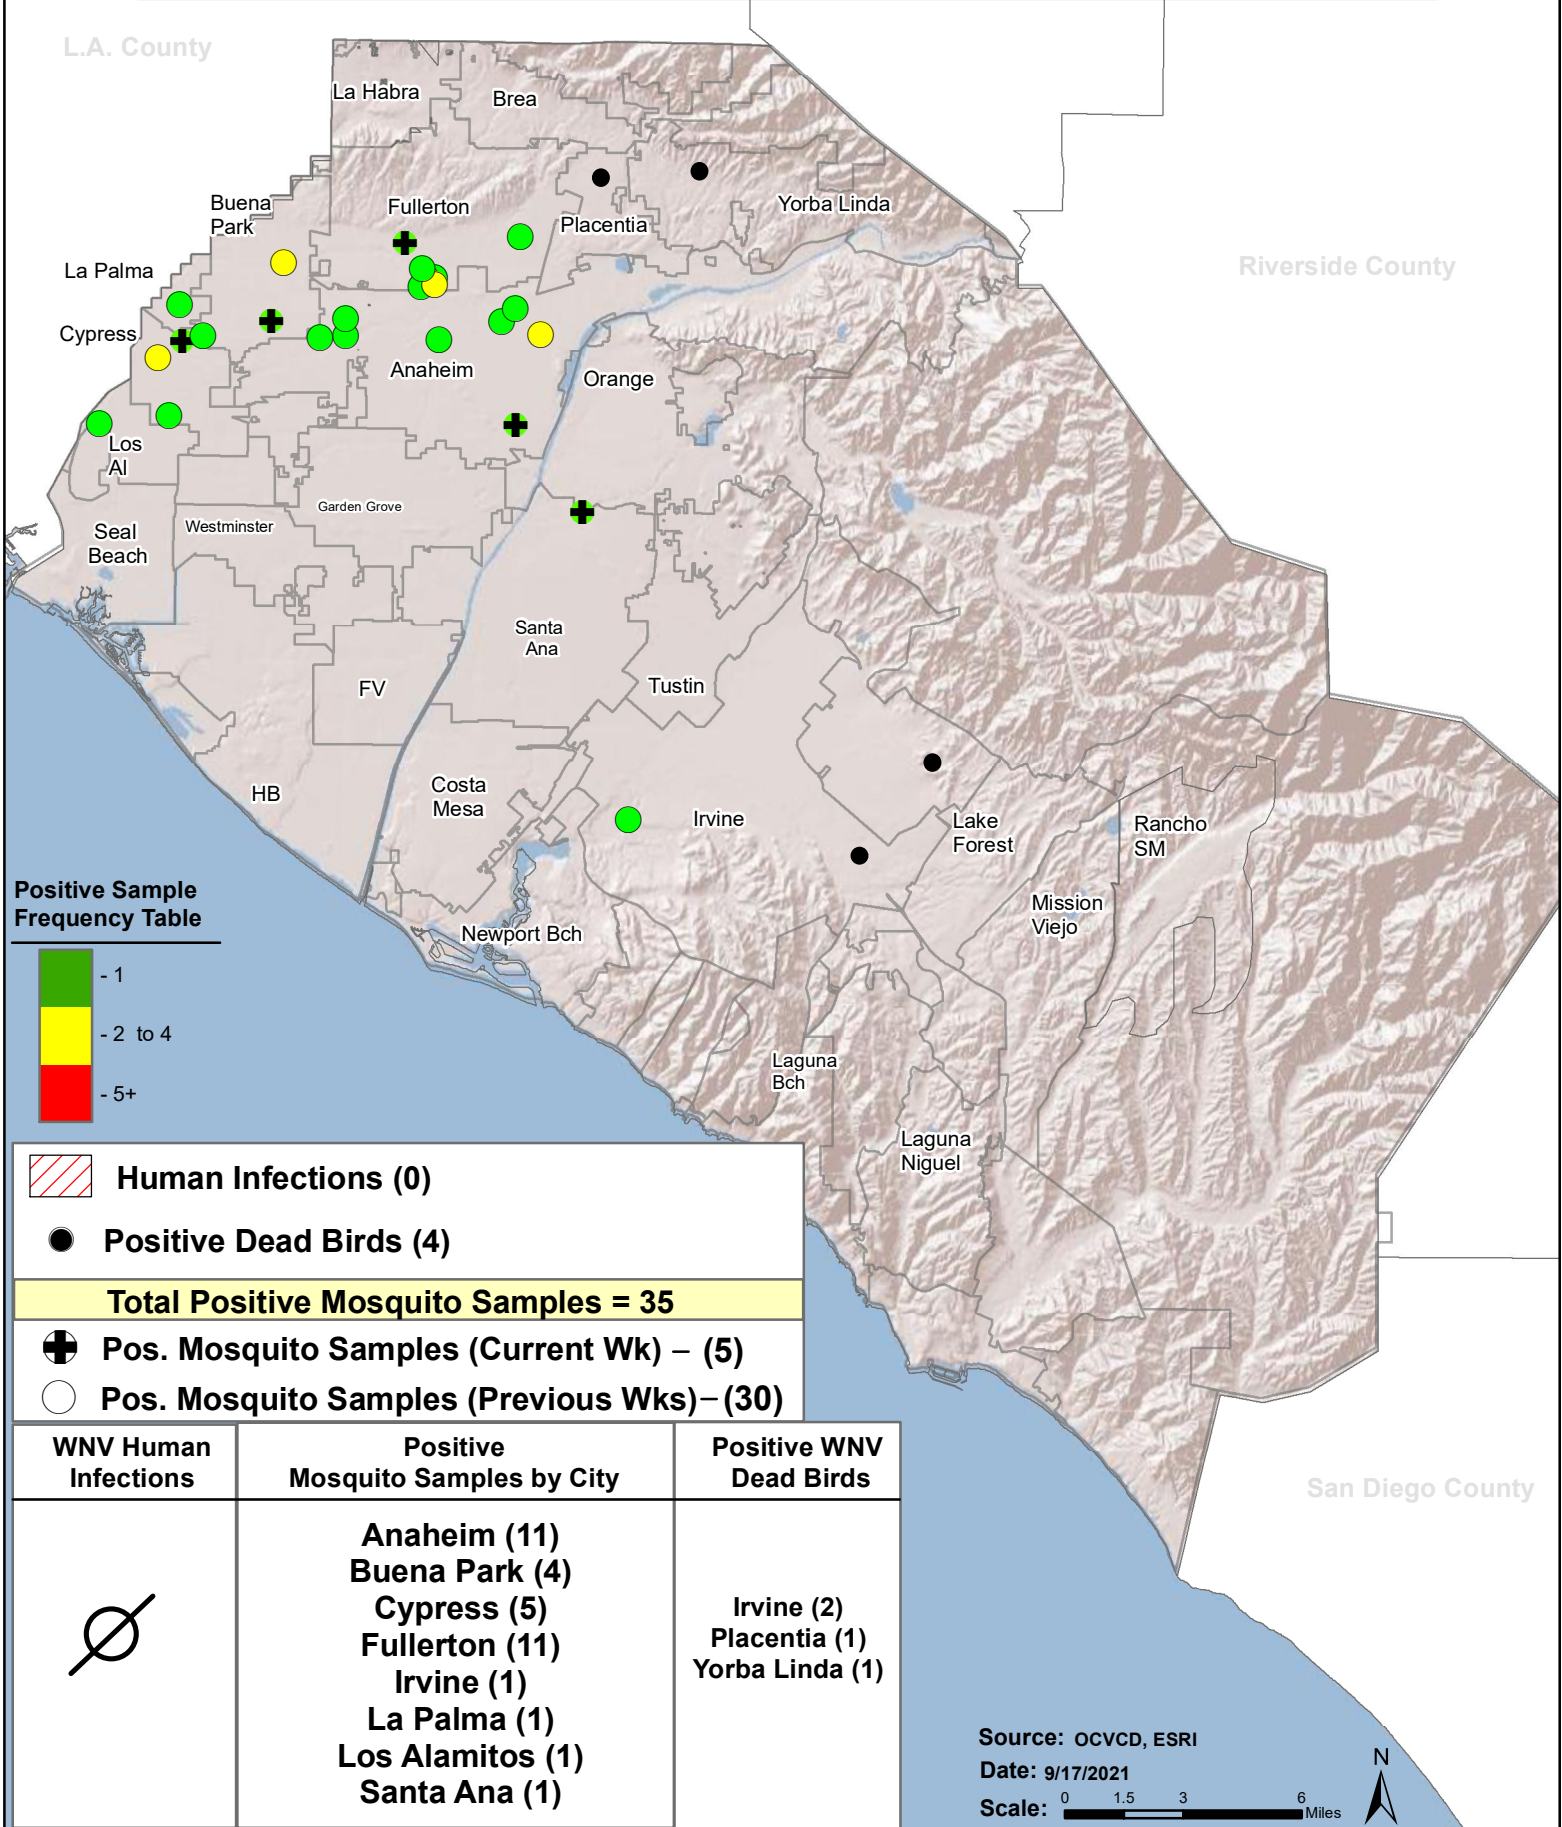 L.A. County
La Habra
Brea
Buena
Park
Fullerton
Yorba Linda
Placentia
La Palma
Riverside County
Cypress
Anaheim
Orange
Los
Al
Garden Grove
Westminster
Seal
Beach
Santa
Ana
FV
Tustin
Costa
Mesa
HB
Irvine
Lake
Forest
Rancho
SM
Mission
Viejo
Newport Bch
Laguna
Bch
Laguna
Niguel
Positive Sample
Frequency Table
- 1
- 2 to 4
- 5+
Human Infections (0)
Positive Dead Birds (4)
Total Positive Mosquito Samples = 35
Pos. Mosquito Samples (Current Wk) – (5)
Pos. Mosquito Samples (Previous Wks)–(30)
WNV Human
Infections
Positive
Mosquito Samples by City
Anaheim (11)
Buena Park (4)
Cypress (5)
Fullerton (11)
Irvine (1)
La Palma (1)
Los Alamitos (1)
Santa Ana (1)
Positive WNV
Dead Birds
Irvine (2)
Placentia (1)
Yorba Linda (1)
San Diego County
Source: OCVCD, ESRI
Date: 9/17/2021
Scale: 0 1.5 3 6 Miles
N